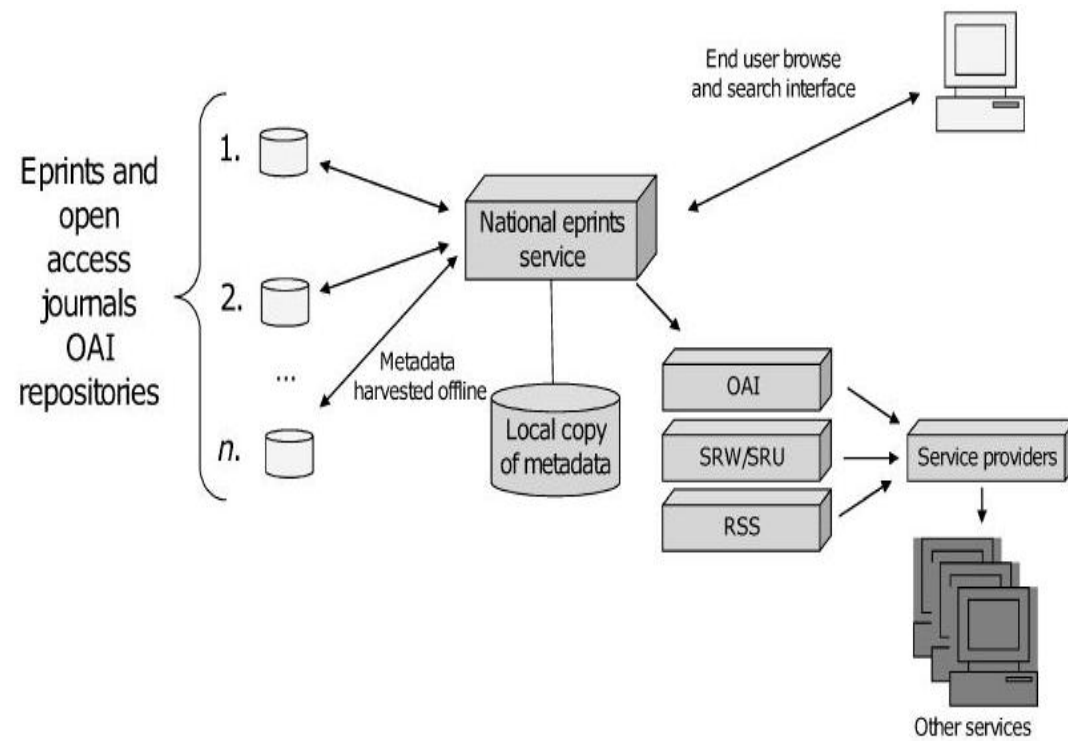 Eprints and
open
access
journals
OAI
repositories
1.
2.
...
n.
Metadata
harvested offline
National eprints
service
Local copy
of metadata
End user browse
and search interface
OAI
SRW/SRU
RSS
Service providers
Other services